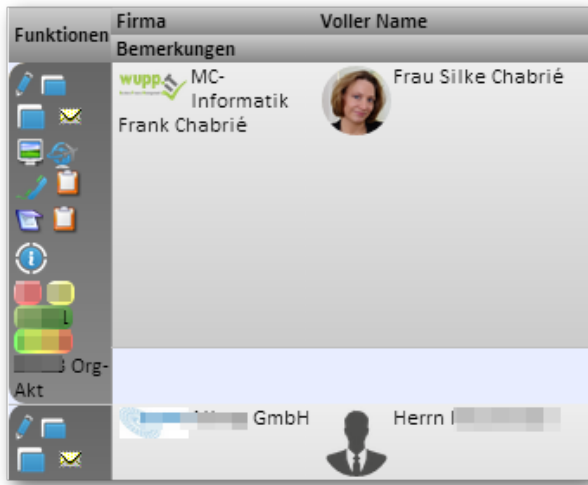 Funktionen
Firma
Voller Name
Bemerkungen
wupp
MC-
Informatik
Frank Chabrié
Frau Silke Chabrié
Org-
Akt
GmbH
Herrn